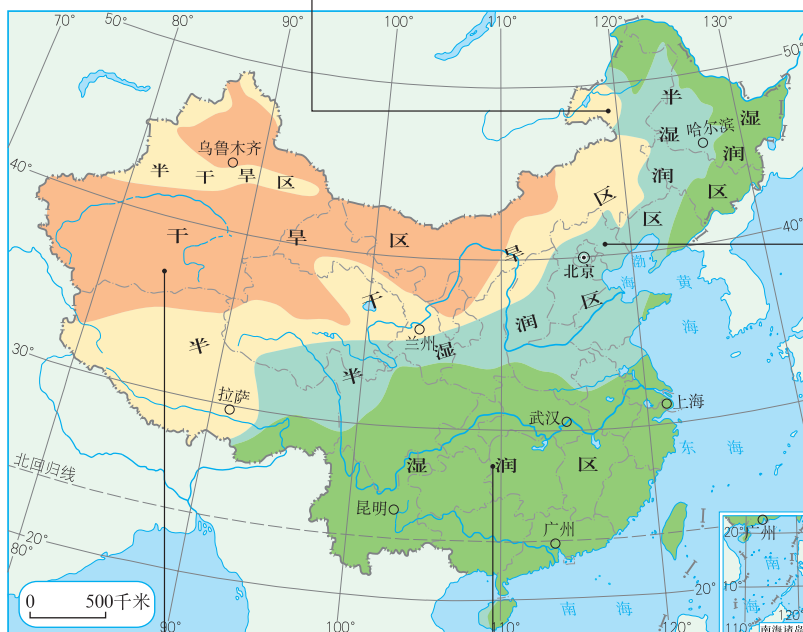 70°
50°
80°
90°
100°
110°
120°
130°
50°
半
湿
润
区
湿
润
区
哈尔滨
乌鲁木齐
半干旱区
40°
干旱区
半干旱区
北京
渤海
黄海
40°
兰州
半湿润区
30°
拉萨
武汉
上海
东海
湿润区
北回归线
昆明
广州
20°
80°
0 500千米
90°
100°
110°
120°
20°
30°
南海
广州
20°
10°
南海
110°
120°
南海诸岛